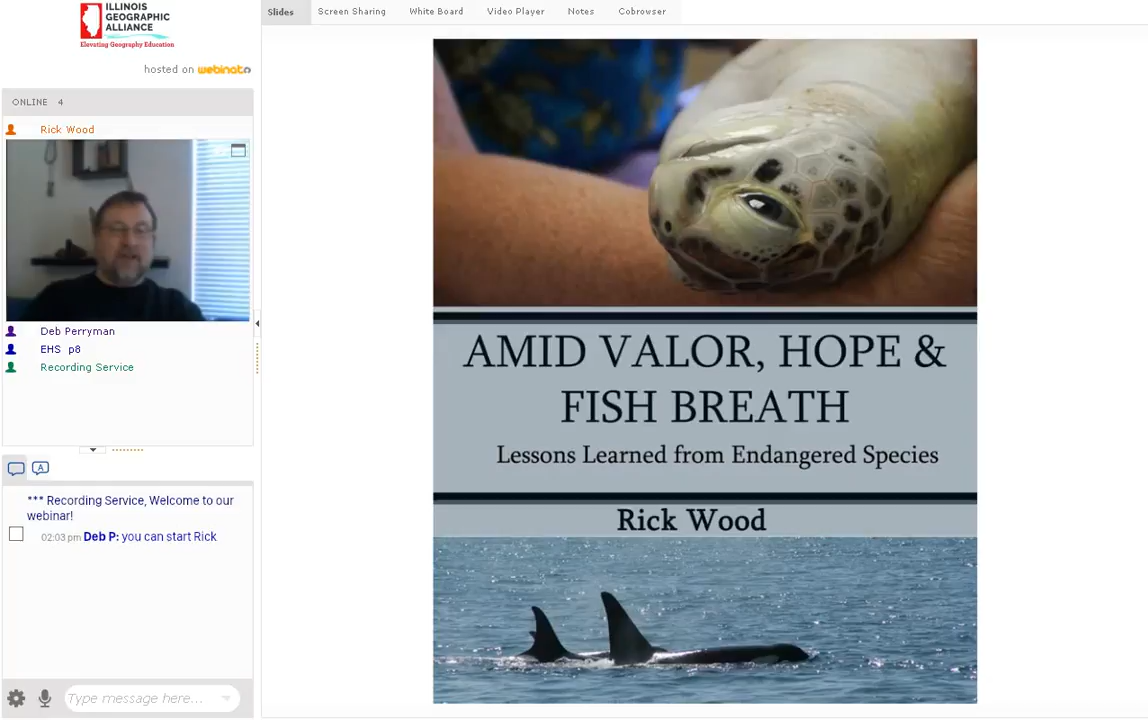 ILLINOIS
GEOGRAPHIC
ALLIANCE
Elevating Geography Education
hosted on webinato
ONLINE 4
Rick Wood
Deb Perryman
EHS p8
Recording Service
A
*** Recording Service, Welcome to our
webinar!
02:03 pm Deb P: you can start Rick
Type message here...
Slides Screen Sharing White Board Video Player Notes Cobrowser
AMID VALOR, HOPE &
FISH BREATH
Lessons Learned from Endangered Species
Rick Wood